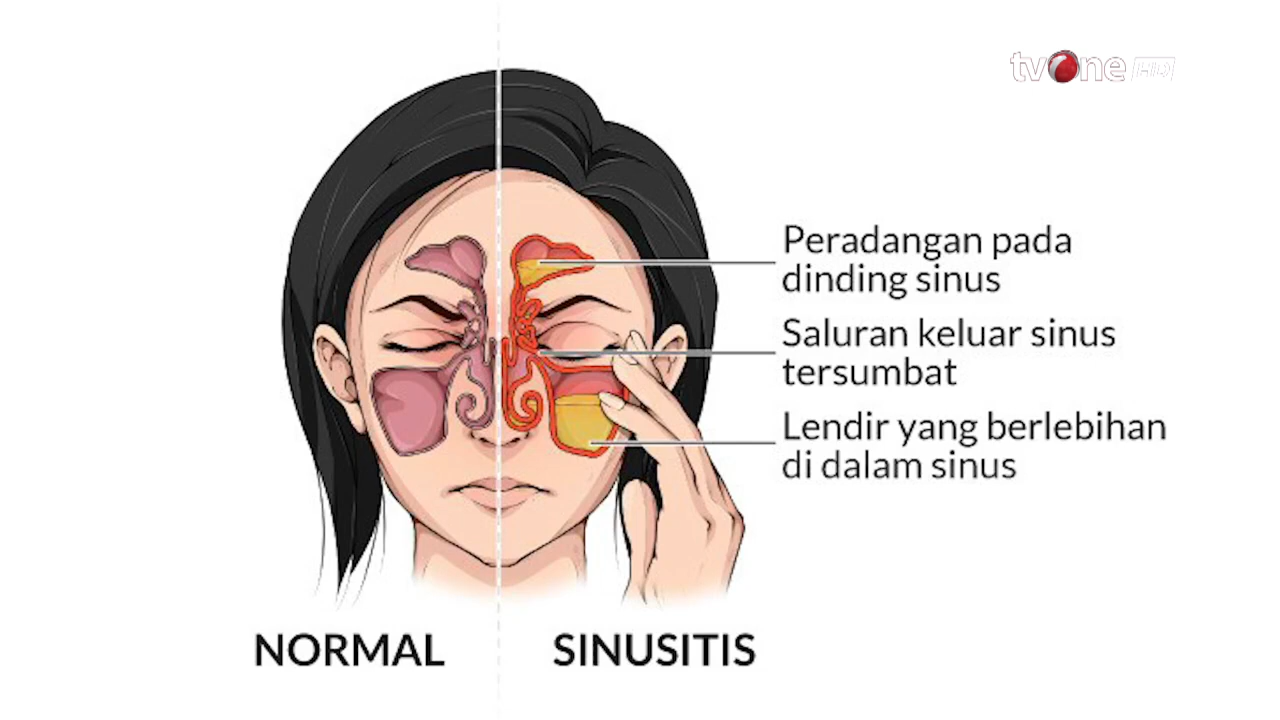 tvOne HD
Peradangan pada
dinding sinus
Saluran keluar sinus
tersumbat
Lendir yang berlebihan
di dalam sinus
NORMAL
SINUSITIS